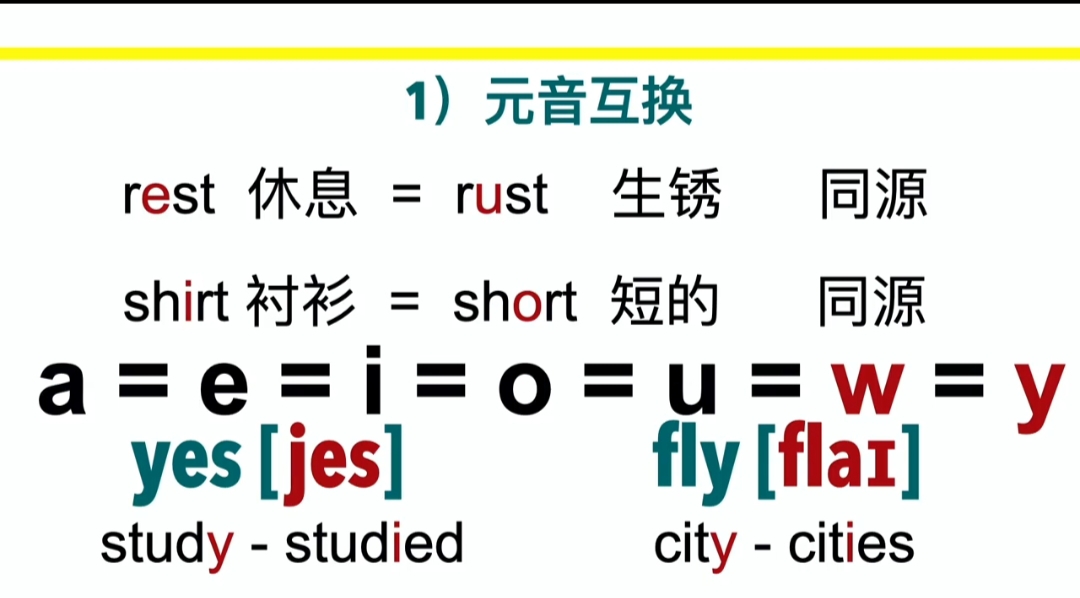 1）元音互换
rest 休息 = rust 生锈 同源
shirt 衬衫 = short 短的 同源
a = e = i = o = u = w = y
yes [jes] fly [flaɪ]
study - studied city - cities